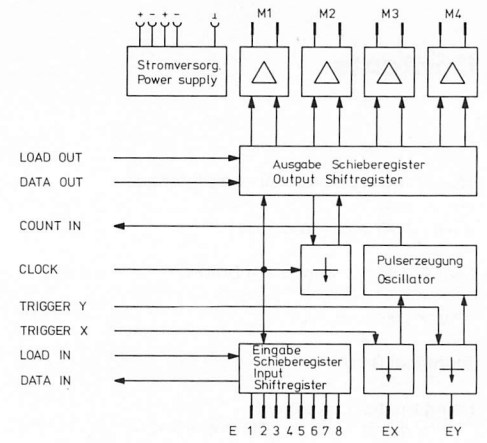 + - + - ⊥
M1 M2 M3 M4
Stromversorg.
Power supply
LOAD OUT
DATA OUT
Ausgabe Schieberegister
Output Shiftregister
COUNT IN
CLOCK
Pulserzeugung
Oscillator
TRIGGER Y
TRIGGER X
LOAD IN
DATA IN
Eingabe
Schieberegister
Input
Shiftregister
E 1 2 3 4 5 6 7 8 EX EY